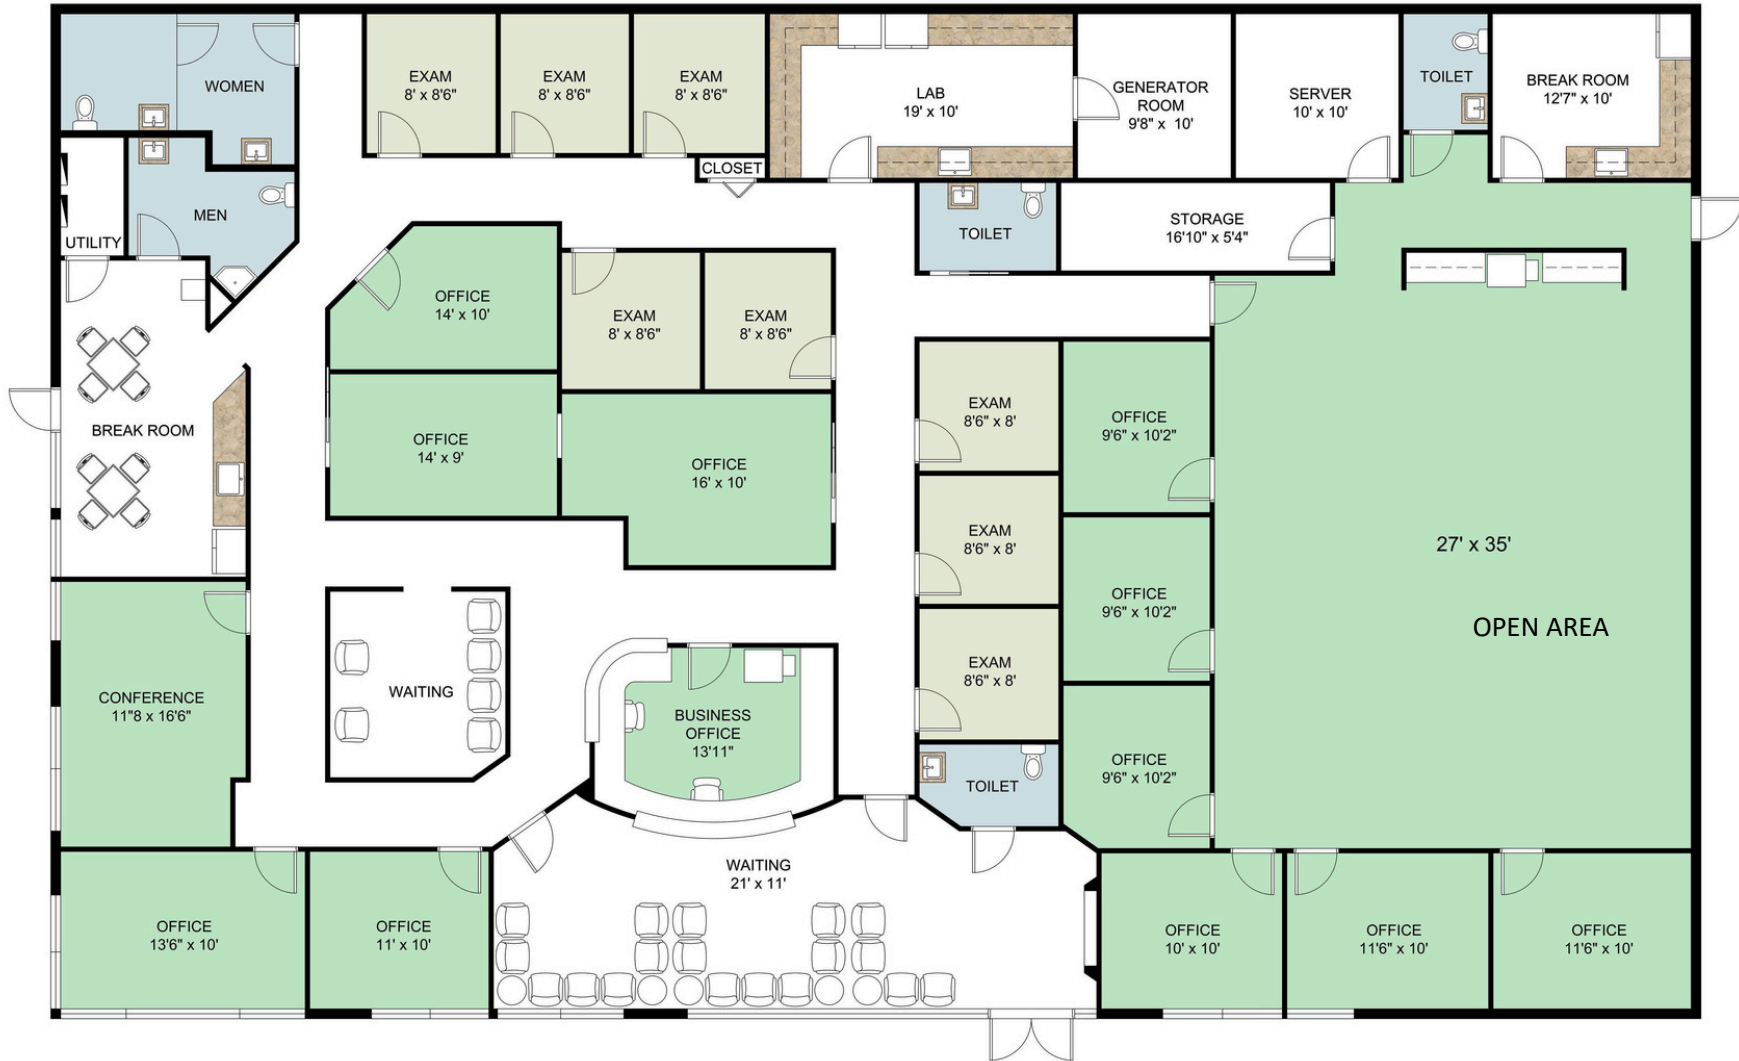 WOMEN
EXAM
8' x 8'6"
EXAM
8' x 8'6"
EXAM
8' x 8'6"
LAB
19' x 10'
GENERATOR
ROOM
9'8" x 10'
SERVER
10' x 10'
TOILET
BREAK ROOM
12'7" x 10'
CLOSET
MEN
UTILITY
TOILET
STORAGE
16'10" x 5'4"
OFFICE
14' x 10'
EXAM
8' x 8'6"
EXAM
8' x 8'6"
BREAK ROOM
OFFICE
14' x 9'
OFFICE
16' x 10'
EXAM
8'6" x 8'
OFFICE
9'6" x 10'2"
EXAM
8'6" x 8'
OFFICE
9'6" x 10'2"
27' x 35'
OPEN AREA
CONFERENCE
11"8 x 16'6"
WAITING
BUSINESS
OFFICE
13'11"
EXAM
8'6" x 8'
OFFICE
9'6" x 10'2"
TOILET
WAITING
21' x 11'
OFFICE
13'6" x 10'
OFFICE
11' x 10'
OFFICE
10' x 10'
OFFICE
11'6" x 10'
OFFICE
11'6" x 10'